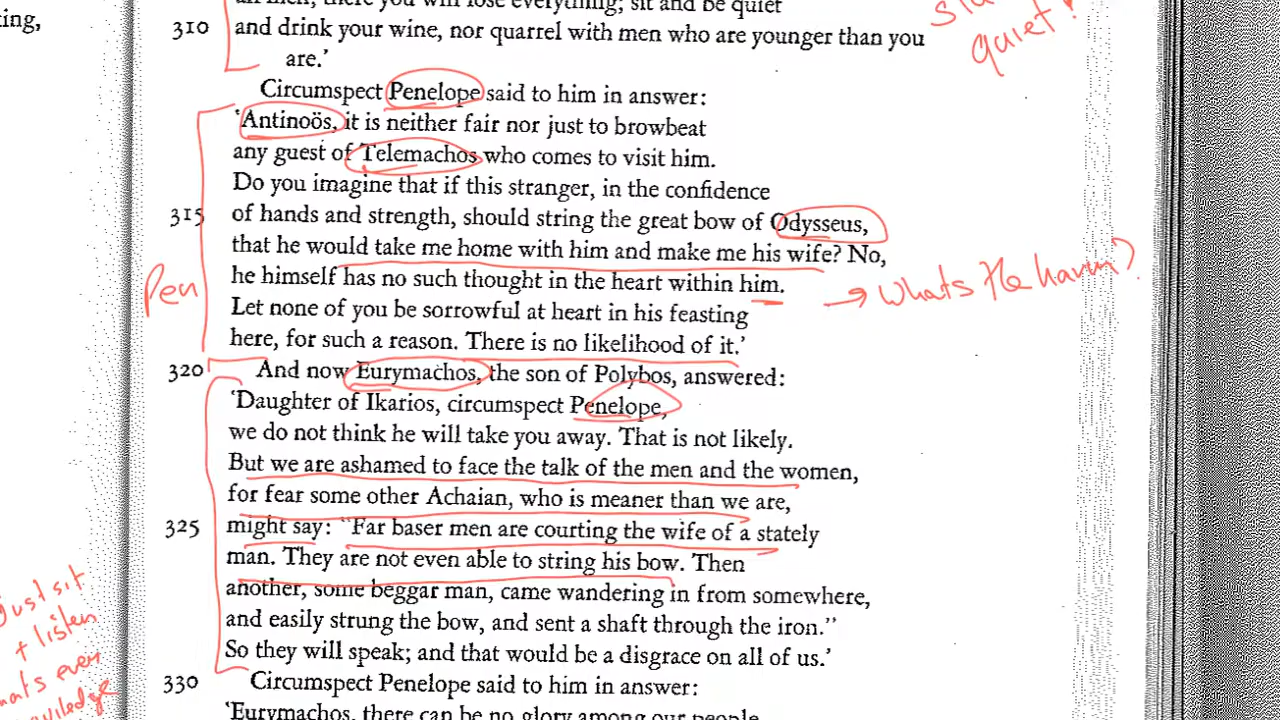 ting,
310 and drink your wine, nor quarrel with men who are younger than you
are.'
quiet!
Circumspect Penelope said to him in answer:
'Antinoös, it is neither fair nor just to browbeat
any guest of Telemachos who comes to visit him.
Do you imagine that if this stranger, in the confidence
315 of hands and strength, should string the great bow of Odysseus,
that he would take me home with him and make me his wife? No,
he himself has no such thought in the heart within him.
Pen
→ Whats the harm?
Let none of you be sorrowful at heart in his feasting
here, for such a reason. There is no likelihood of it.'
320 And now Eurymachos, the son of Polybos, answered:
'Daughter of Ikarios, circumspect Penelope,
we do not think he will take you away. That is not likely.
But we are ashamed to face the talk of the men and the women,
for fear some other Achaian, who is meaner than we are,
325 might say: "Far baser men are courting the wife of a stately
man. They are not even able to string his bow. Then
another, some beggar man, came wandering in from somewhere,
and easily strung the bow, and sent a shaft through the iron."
So they will speak; and that would be a disgrace on all of us.'
just sit
+ listen
330 Circumspect Penelope said to him in answer:
'Eurymachos, there can be no glory among our people